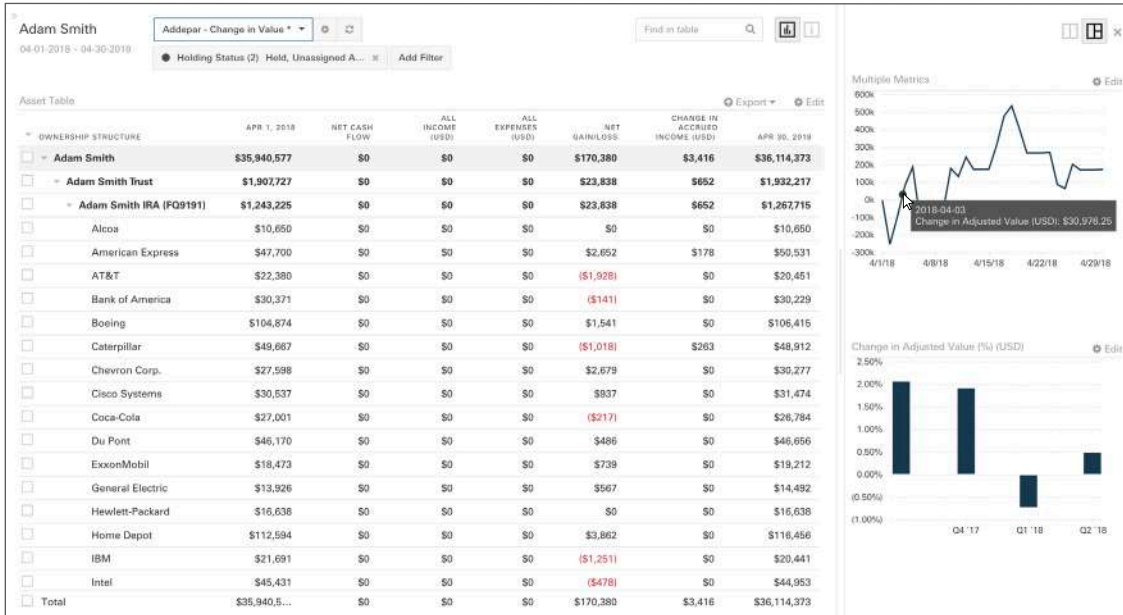 Adam Smith
04-01-2018 - 04-30-2018
Addepar - Change in Value *
Holding Status (2) Held, Unassigned A... Add Filter
Find in table
Asset Table
Export Edit
OWNERSHIP STRUCTURE APR 1, 2018 NET CASH FLOW ALL INCOME (USD) ALL EXPENSES (USD) NET GAIN/LOSS CHANGE IN ACCRUED INCOME (USD) APR 30, 2018
Adam Smith $35,940,577 $0 $0 $0 $170,380 $3,416 $36,114,373
Adam Smith Trust $1,907,727 $0 $0 $0 $23,838 $652 $1,932,217
Adam Smith IRA (FQ9191) $1,243,225 $0 $0 $0 $23,838 $652 $1,267,715
Alcoa $10,650 $0 $0 $0 $0 $0 $10,650
American Express $47,700 $0 $0 $0 $2,652 $178 $50,531
AT&T $22,380 $0 $0 $0 ($1,928) $0 $20,451
Bank of America $30,371 $0 $0 $0 ($141) $0 $30,229
Boeing $104,874 $0 $0 $0 $1,541 $0 $106,415
Caterpillar $49,667 $0 $0 $0 ($1,018) $263 $48,912
Chevron Corp. $27,598 $0 $0 $0 $2,679 $0 $30,277
Cisco Systems $30,537 $0 $0 $0 $937 $0 $31,474
Coca-Cola $27,001 $0 $0 $0 ($217) $0 $26,784
Du Pont $46,170 $0 $0 $0 $486 $0 $46,656
ExxonMobil $18,473 $0 $0 $0 $739 $0 $19,212
General Electric $13,926 $0 $0 $0 $567 $0 $14,492
Hewlett-Packard $16,638 $0 $0 $0 $0 $0 $16,638
Home Depot $112,594 $0 $0 $0 $3,862 $0 $116,456
IBM $21,691 $0 $0 $0 ($1,251) $0 $20,441
Intel $45,431 $0 $0 $0 ($478) $0 $44,953
Total $35,940,5... $0 $0 $0 $170,380 $3,416 $36,114,373
Multiple Metrics Edit
600k
500k
400k
300k
200k
100k
0k
-100k
-200k
-300k
2018-04-03
Change in Adjusted Value (USD): $30,976.25
4/1/18 4/8/18 4/15/18 4/22/18 4/29/18
Change in Adjusted Value (%) (USD) Edit
2.50%
2.00%
1.50%
1.00%
0.50%
0.00%
(0.50%)
(1.00%)
Q4 '17 Q1 '18 Q2 '18